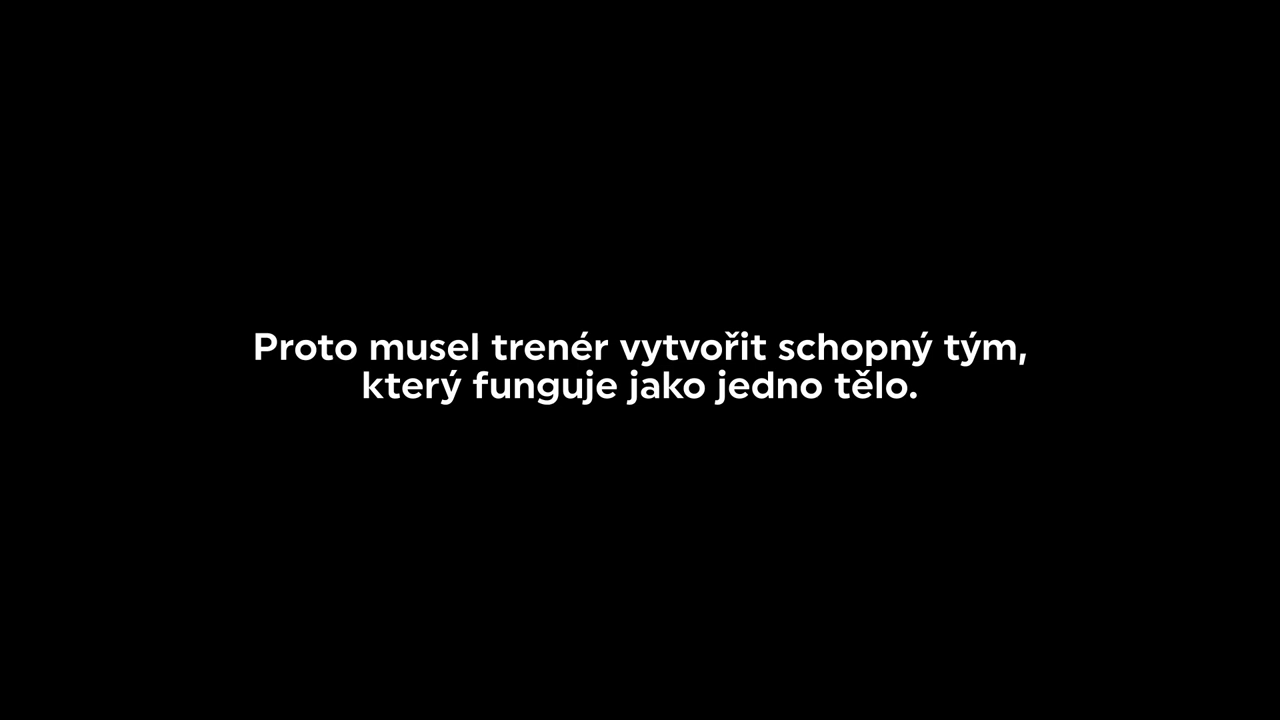 Proto musel trenér vytvořit schopný tým,
který funguje jako jedno tělo.